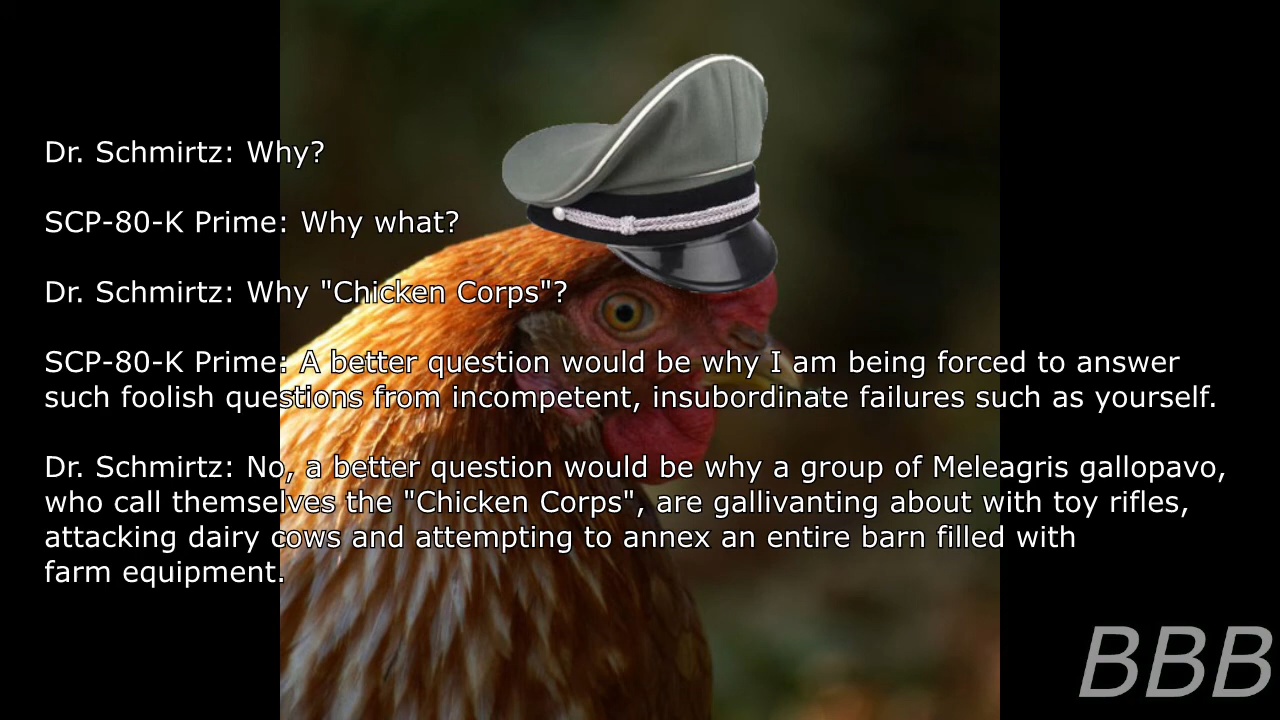 Dr. Schmirtz: Why?
SCP-80-K Prime: Why what?
Dr. Schmirtz: Why "Chicken Corps"?
SCP-80-K Prime: A better question would be why I am being forced to answer
such foolish questions from incompetent, insubordinate failures such as yourself.
Dr. Schmirtz: No, a better question would be why a group of Meleagris gallopavo,
who call themselves the "Chicken Corps", are gallivanting about with toy rifles,
attacking dairy cows and attempting to annex an entire barn filled with
farm equipment.
BBB